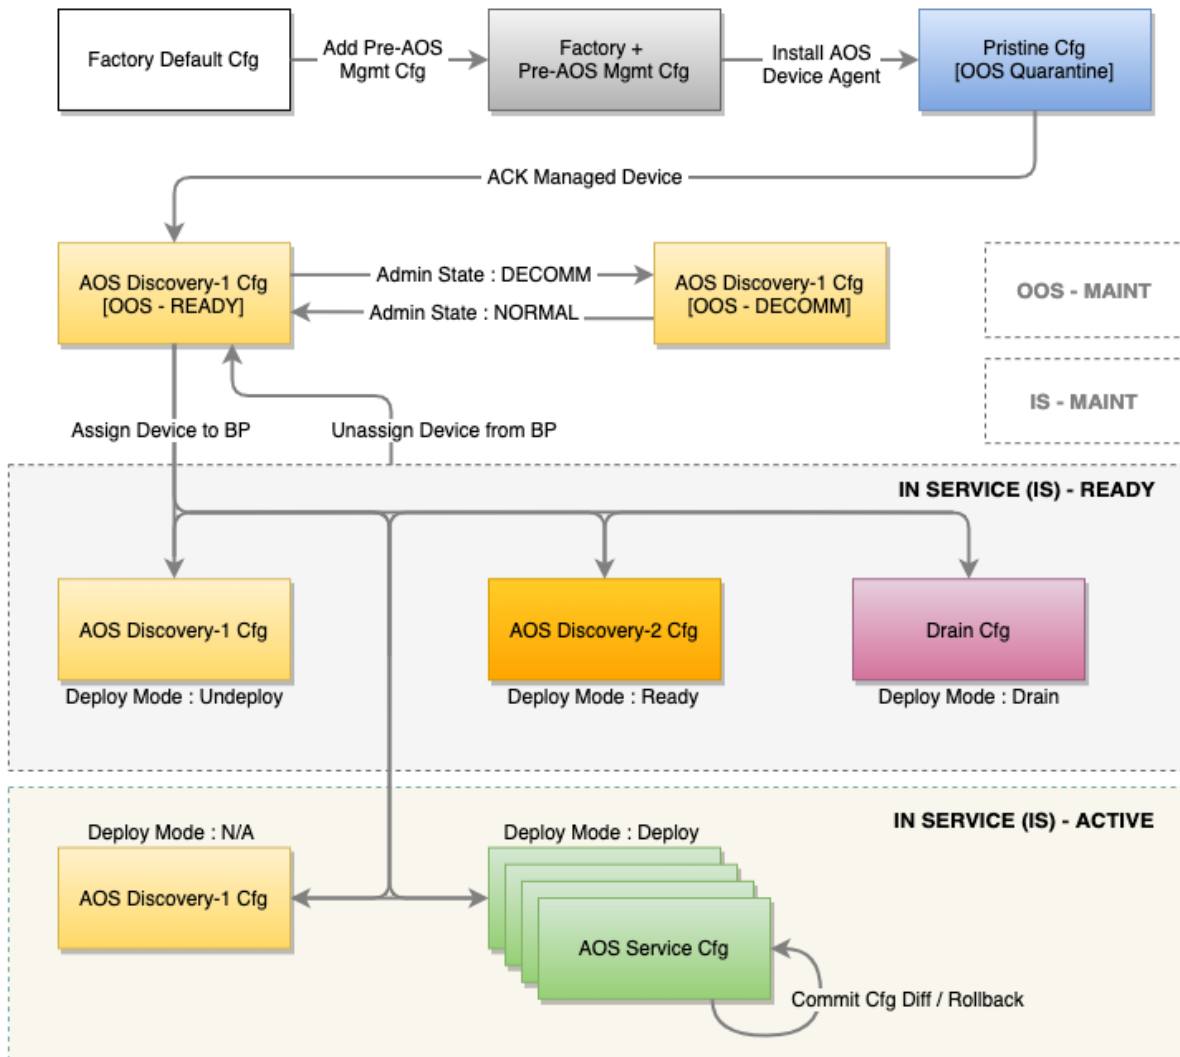 Factory Default Cfg
Add Pre-AOS
Mgmt Cfg
Factory +
Pre-AOS Mgmt Cfg
Install AOS
Device Agent
Pristine Cfg
[OOS Quarantine]
ACK Managed Device
AOS Discovery-1 Cfg
[OOS - READY]
Admin State : DECOMM
Admin State : NORMAL
AOS Discovery-1 Cfg
[OOS - DECOMM]
OOS - MAINT
IS - MAINT
Assign Device to BP
Unassign Device from BP
IN SERVICE (IS) - READY
AOS Discovery-1 Cfg
Deploy Mode : Undeploy
AOS Discovery-2 Cfg
Deploy Mode : Ready
Drain Cfg
Deploy Mode : Drain
IN SERVICE (IS) - ACTIVE
Deploy Mode : N/A
AOS Discovery-1 Cfg
Deploy Mode : Deploy
AOS Service Cfg
Commit Cfg Diff / Rollback